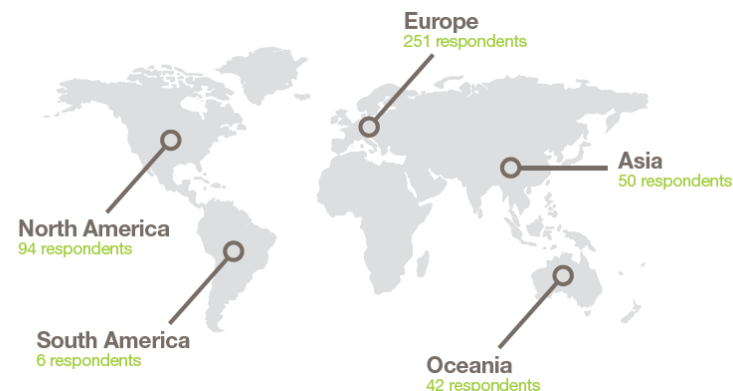 Europe
251 respondents
Asia
50 respondents
North America
94 respondents
South America
6 respondents
Oceania
42 respondents